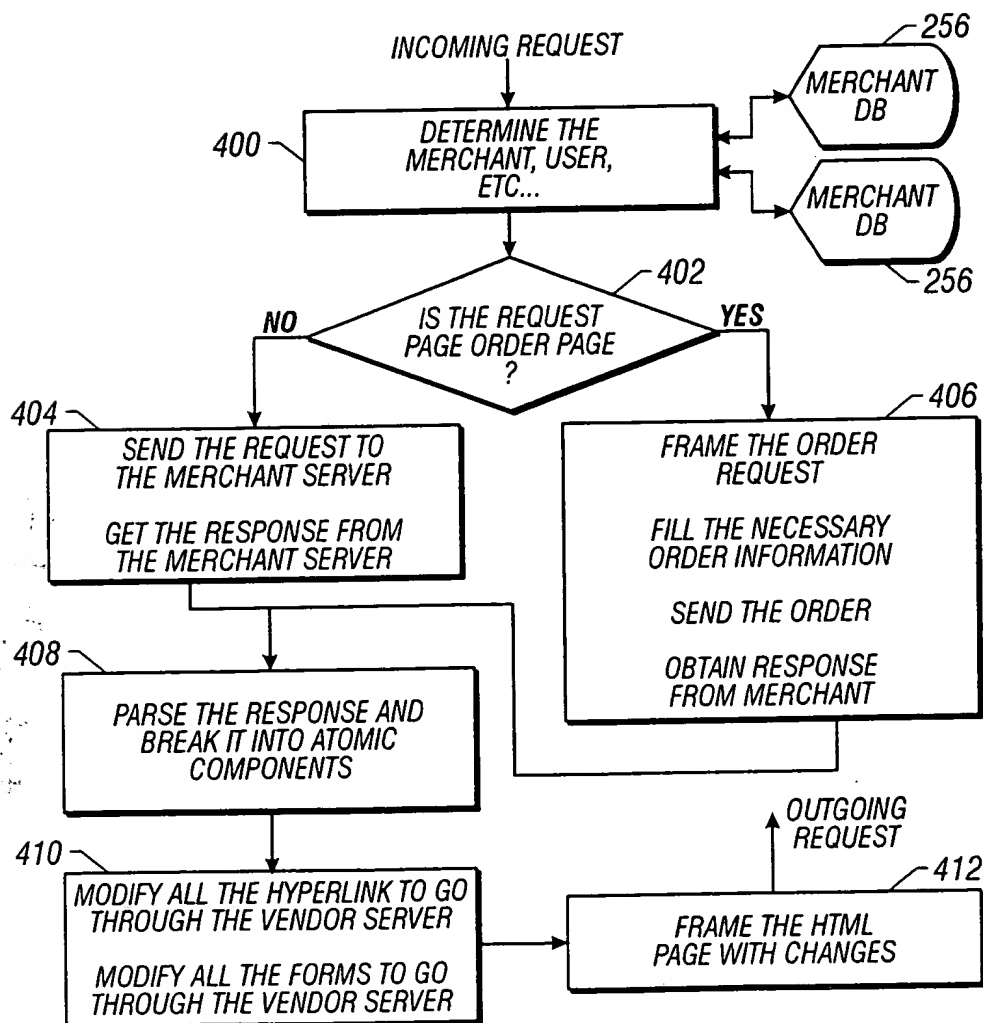 INCOMING REQUEST
256
MERCHANT
DB
400
DETERMINE THE
MERCHANT, USER,
ETC...
MERCHANT
DB
256
402
IS THE REQUEST
PAGE ORDER PAGE
?
NO
YES
404
SEND THE REQUEST TO
THE MERCHANT SERVER
GET THE RESPONSE FROM
THE MERCHANT SERVER
406
FRAME THE ORDER
REQUEST
FILL THE NECESSARY
ORDER INFORMATION
SEND THE ORDER
OBTAIN RESPONSE
FROM MERCHANT
408
PARSE THE RESPONSE AND
BREAK IT INTO ATOMIC
COMPONENTS
410
MODIFY ALL THE HYPERLINK TO GO
THROUGH THE VENDOR SERVER
MODIFY ALL THE FORMS TO GO
THROUGH THE VENDOR SERVER
OUTGOING
REQUEST
412
FRAME THE HTML
PAGE WITH CHANGES